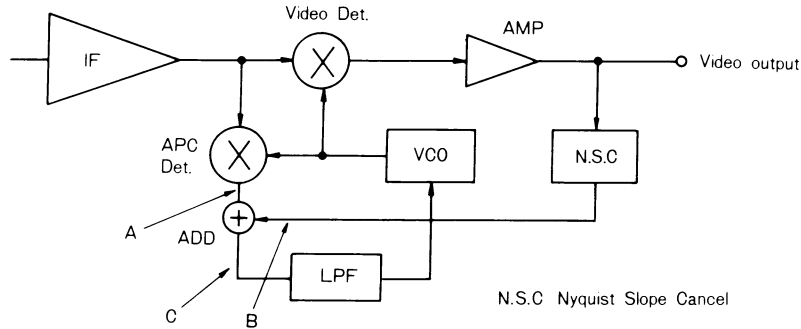 Video Det.
IF
AMP
Video output
APC
Det.
VCO
N.S.C
A
ADD
LPF
C
B
N.S.C Nyquist Slope Cancel